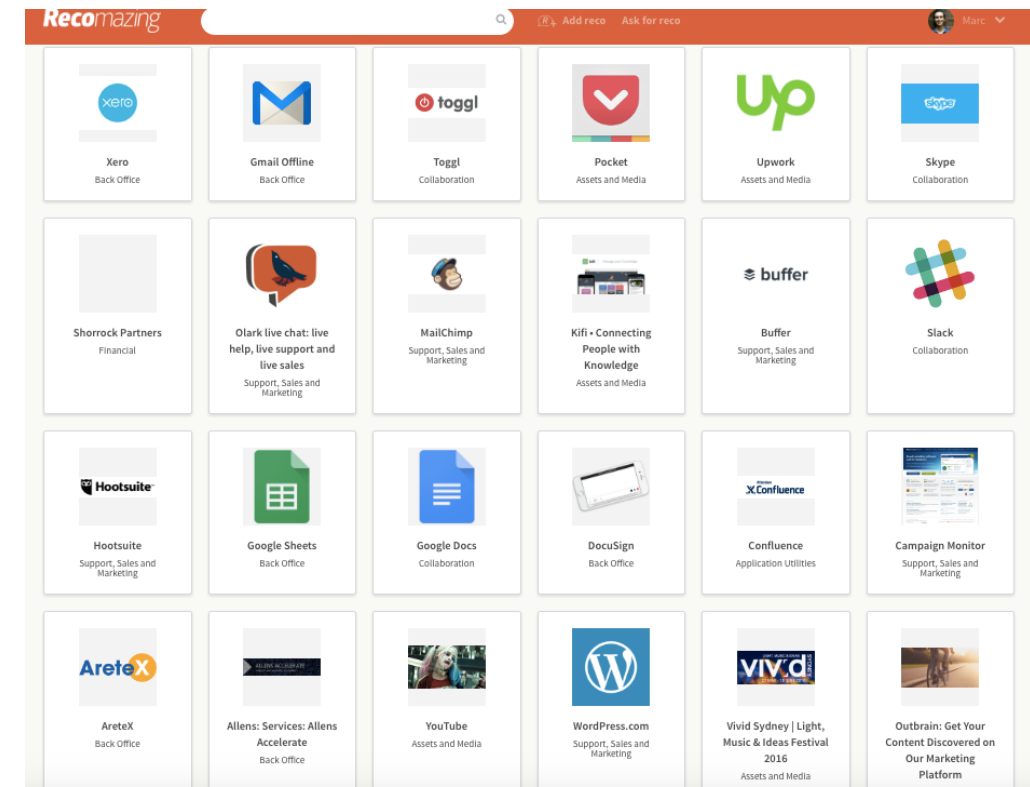 Recomazing
Add reco
Ask for reco
Marc
xero
toggl
Up
skype
Xero
Gmail Offline
Toggl
Pocket
Upwork
Skype
Back Office
Back Office
Collaboration
Assets and Media
Assets and Media
Collaboration
buffer
Shorrock Partners
Financial
Olark live chat: live
help, live support and
live sales
Support, Sales and
Marketing
MailChimp
Support, Sales and
Marketing
Kifi • Connecting
People with
Knowledge
Assets and Media
Buffer
Support, Sales and
Marketing
Slack
Collaboration
Hootsuite
Confluence
Hootsuite
Support, Sales and
Marketing
Google Sheets
Back Office
Google Docs
Collaboration
DocuSign
Back Office
Confluence
Application Utilities
Campaign Monitor
Support, Sales and
Marketing
AreteX
ALLENS ACCELERATE
VIVID
SYDNEY
AreteX
Back Office
Allens: Services: Allens
Accelerate
Back Office
YouTube
Assets and Media
WordPress.com
Support, Sales and
Marketing
Vivid Sydney | Light,
Music & Ideas Festival
2016
Assets and Media
Outbrain: Get Your
Content Discovered on
Our Marketing
Platform